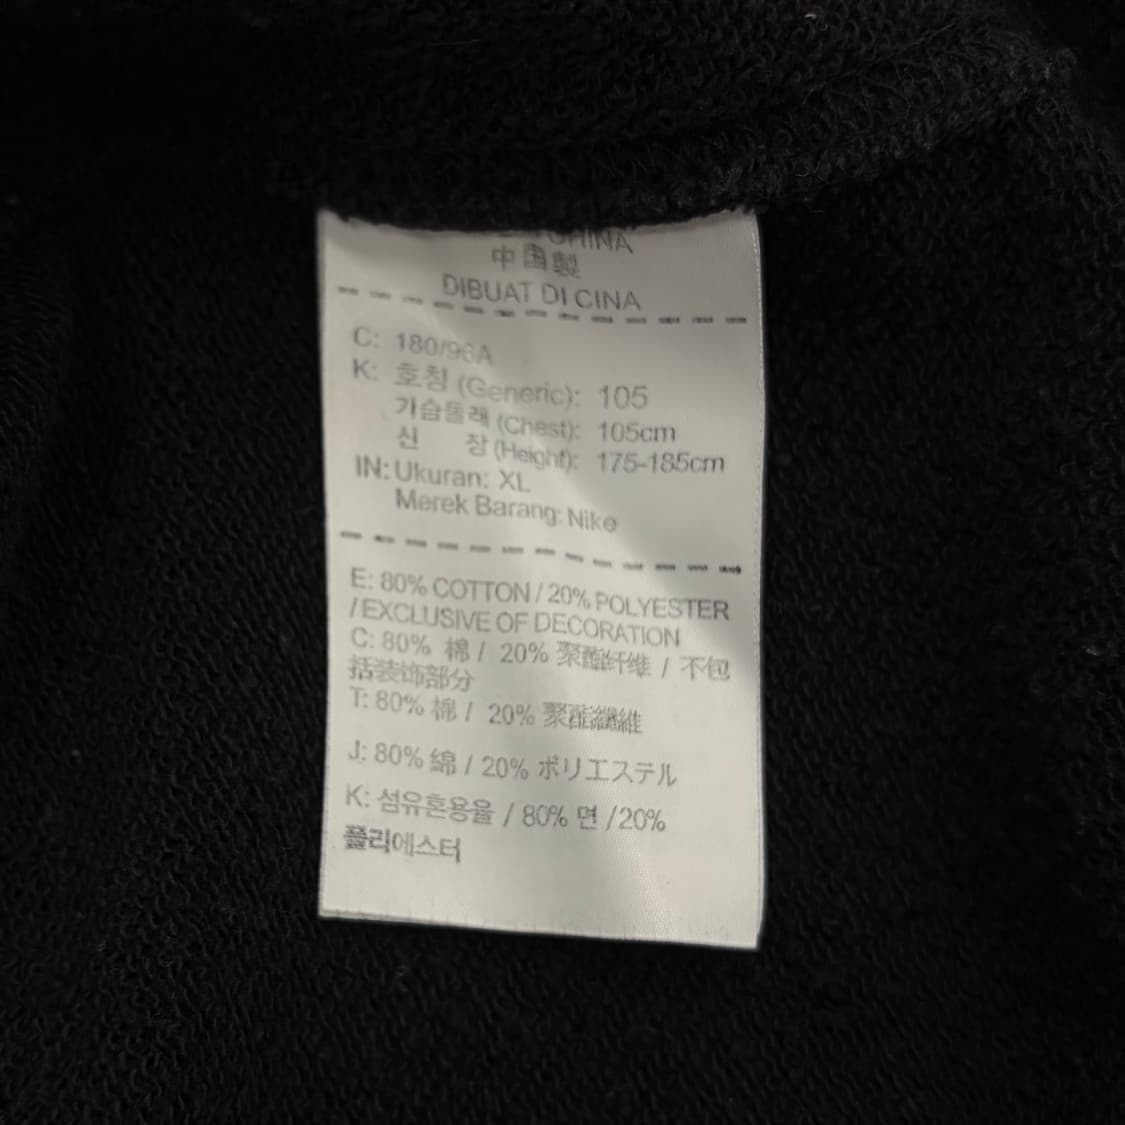 CHINA
中国製
DIBUAT DI CINA
C: 180/96A
K: 호칭 (Generic): 105
가슴둘래 (Chest): 105cm
신 장 (Height): 175-185cm
IN: Ukuran: XL
Merek Barang: Nike
E: 80% COTTON / 20% POLYESTER
/ EXCLUSIVE OF DECORATION
C: 80% 棉 / 20% 聚酯纤维 / 不包
括装饰部分
T: 80% 棉 / 20% 聚酯纖維
J: 80% 綿 / 20% ポリエステル
K: 섬유혼용율 / 80% 면 /20%
폴리에스터